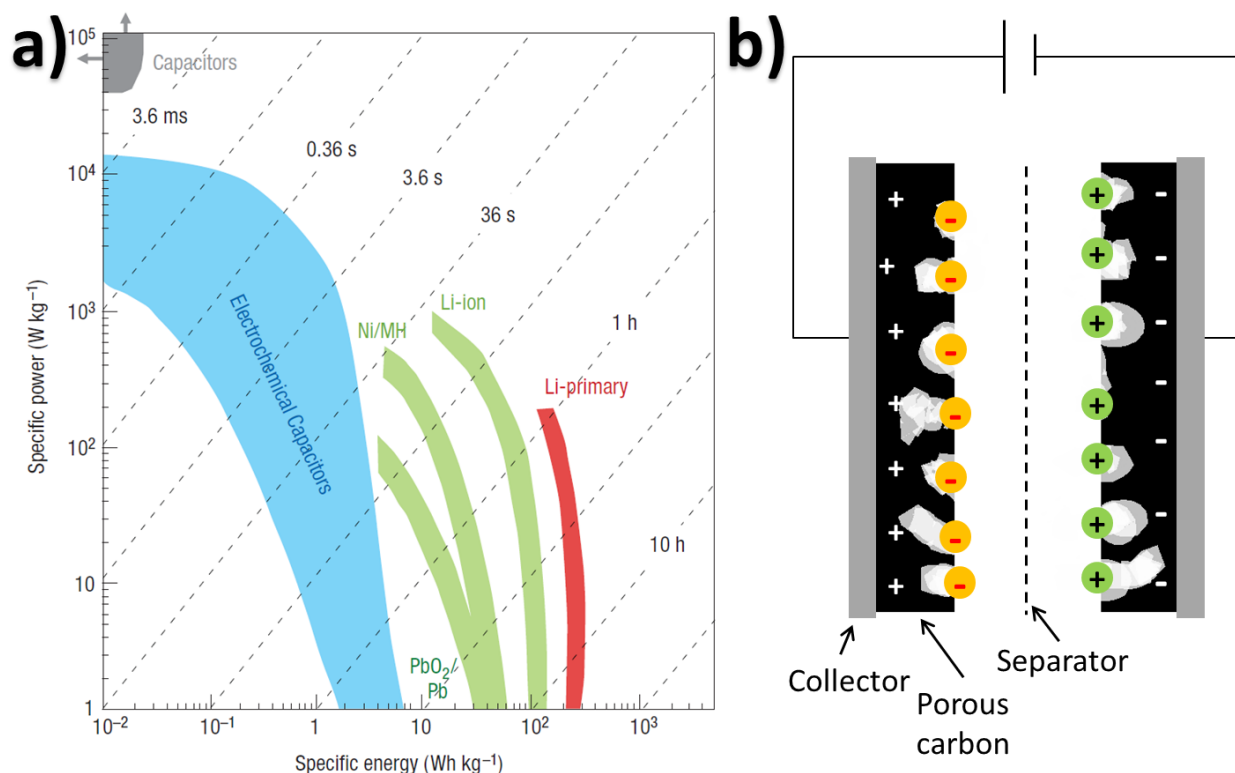 a)
b)
10⁵
Capacitors
3.6 ms
0.36 s
3.6 s
36 s
10⁴
10³
Li-ion
Ni/MH
1 h
Li-primary
Electrochemical Capacitors
10²
10 h
10
PbO₂/
Pb
1
10⁻²
10⁻¹
1
10
10²
10³
Specific power (W kg⁻¹)
Specific energy (Wh kg⁻¹)
+ + + + + + +
- - - - - - -
+ + + + + + +
- - - - - - - -
Collector
Porous
carbon
Separator